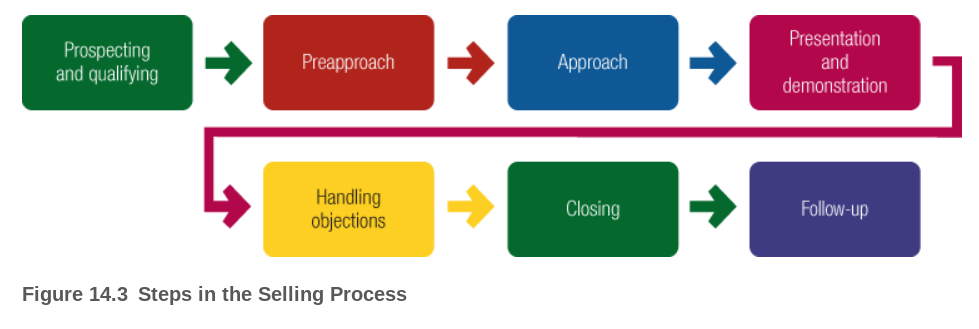 Prospecting
and qualifying
Preapproach
Approach
Presentation
and
demonstration
Handling
objections
Closing
Follow-up
Figure 14.3 Steps in the Selling Process